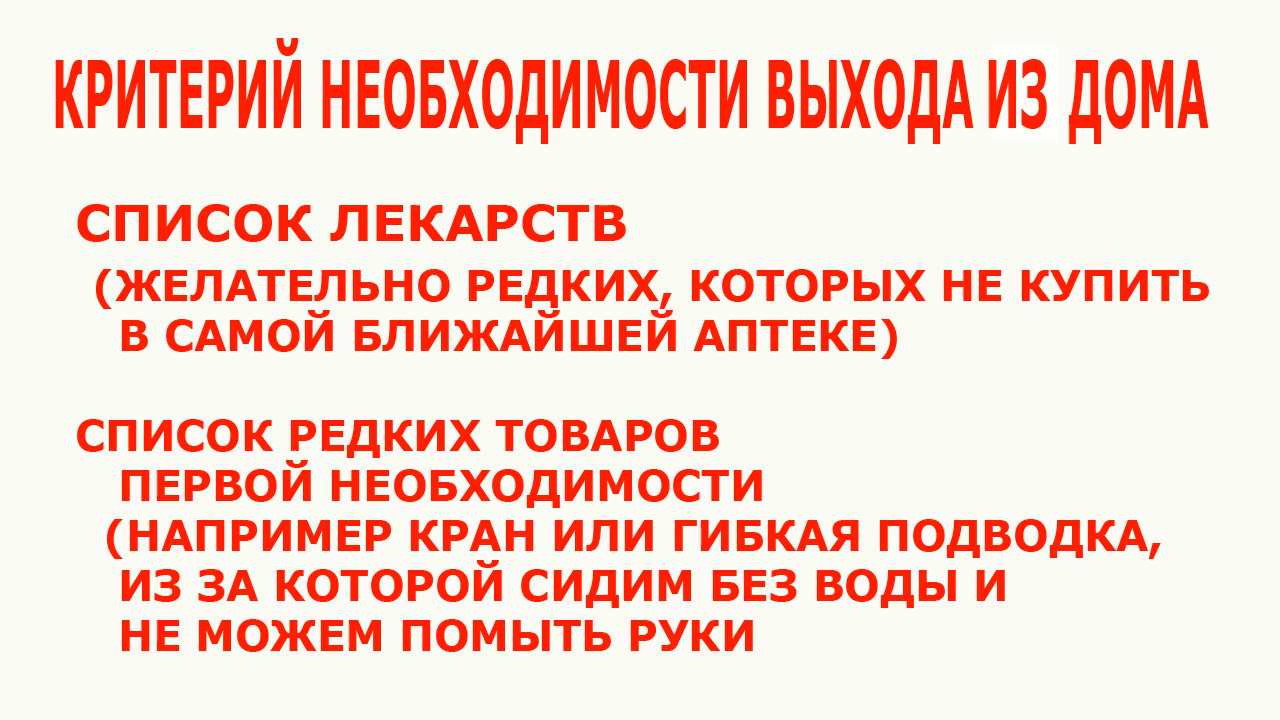 КРИТЕРИЙ НЕОБХОДИМОСТИ ВЫХОДА ИЗ ДОМА
СПИСОК ЛЕКАРСТВ
(ЖЕЛАТЕЛЬНО РЕДКИХ, КОТОРЫХ НЕ КУПИТЬ
В САМОЙ БЛИЖАЙШЕЙ АПТЕКЕ)
СПИСОК РЕДКИХ ТОВАРОВ
ПЕРВОЙ НЕОБХОДИМОСТИ
(НАПРИМЕР КРАН ИЛИ ГИБКАЯ ПОДВОДКА,
ИЗ ЗА КОТОРОЙ СИДИМ БЕЗ ВОДЫ И
НЕ МОЖЕМ ПОМЫТЬ РУКИ